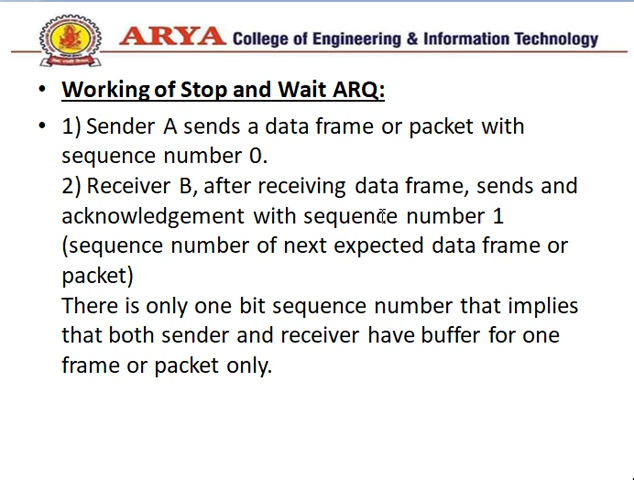 ARYA College of Engineering & Information Technology
• Working of Stop and Wait ARQ:
• 1) Sender A sends a data frame or packet with
sequence number 0.
2) Receiver B, after receiving data frame, sends and
acknowledgement with sequence number 1
(sequence number of next expected data frame or
packet)
There is only one bit sequence number that implies
that both sender and receiver have buffer for one
frame or packet only.